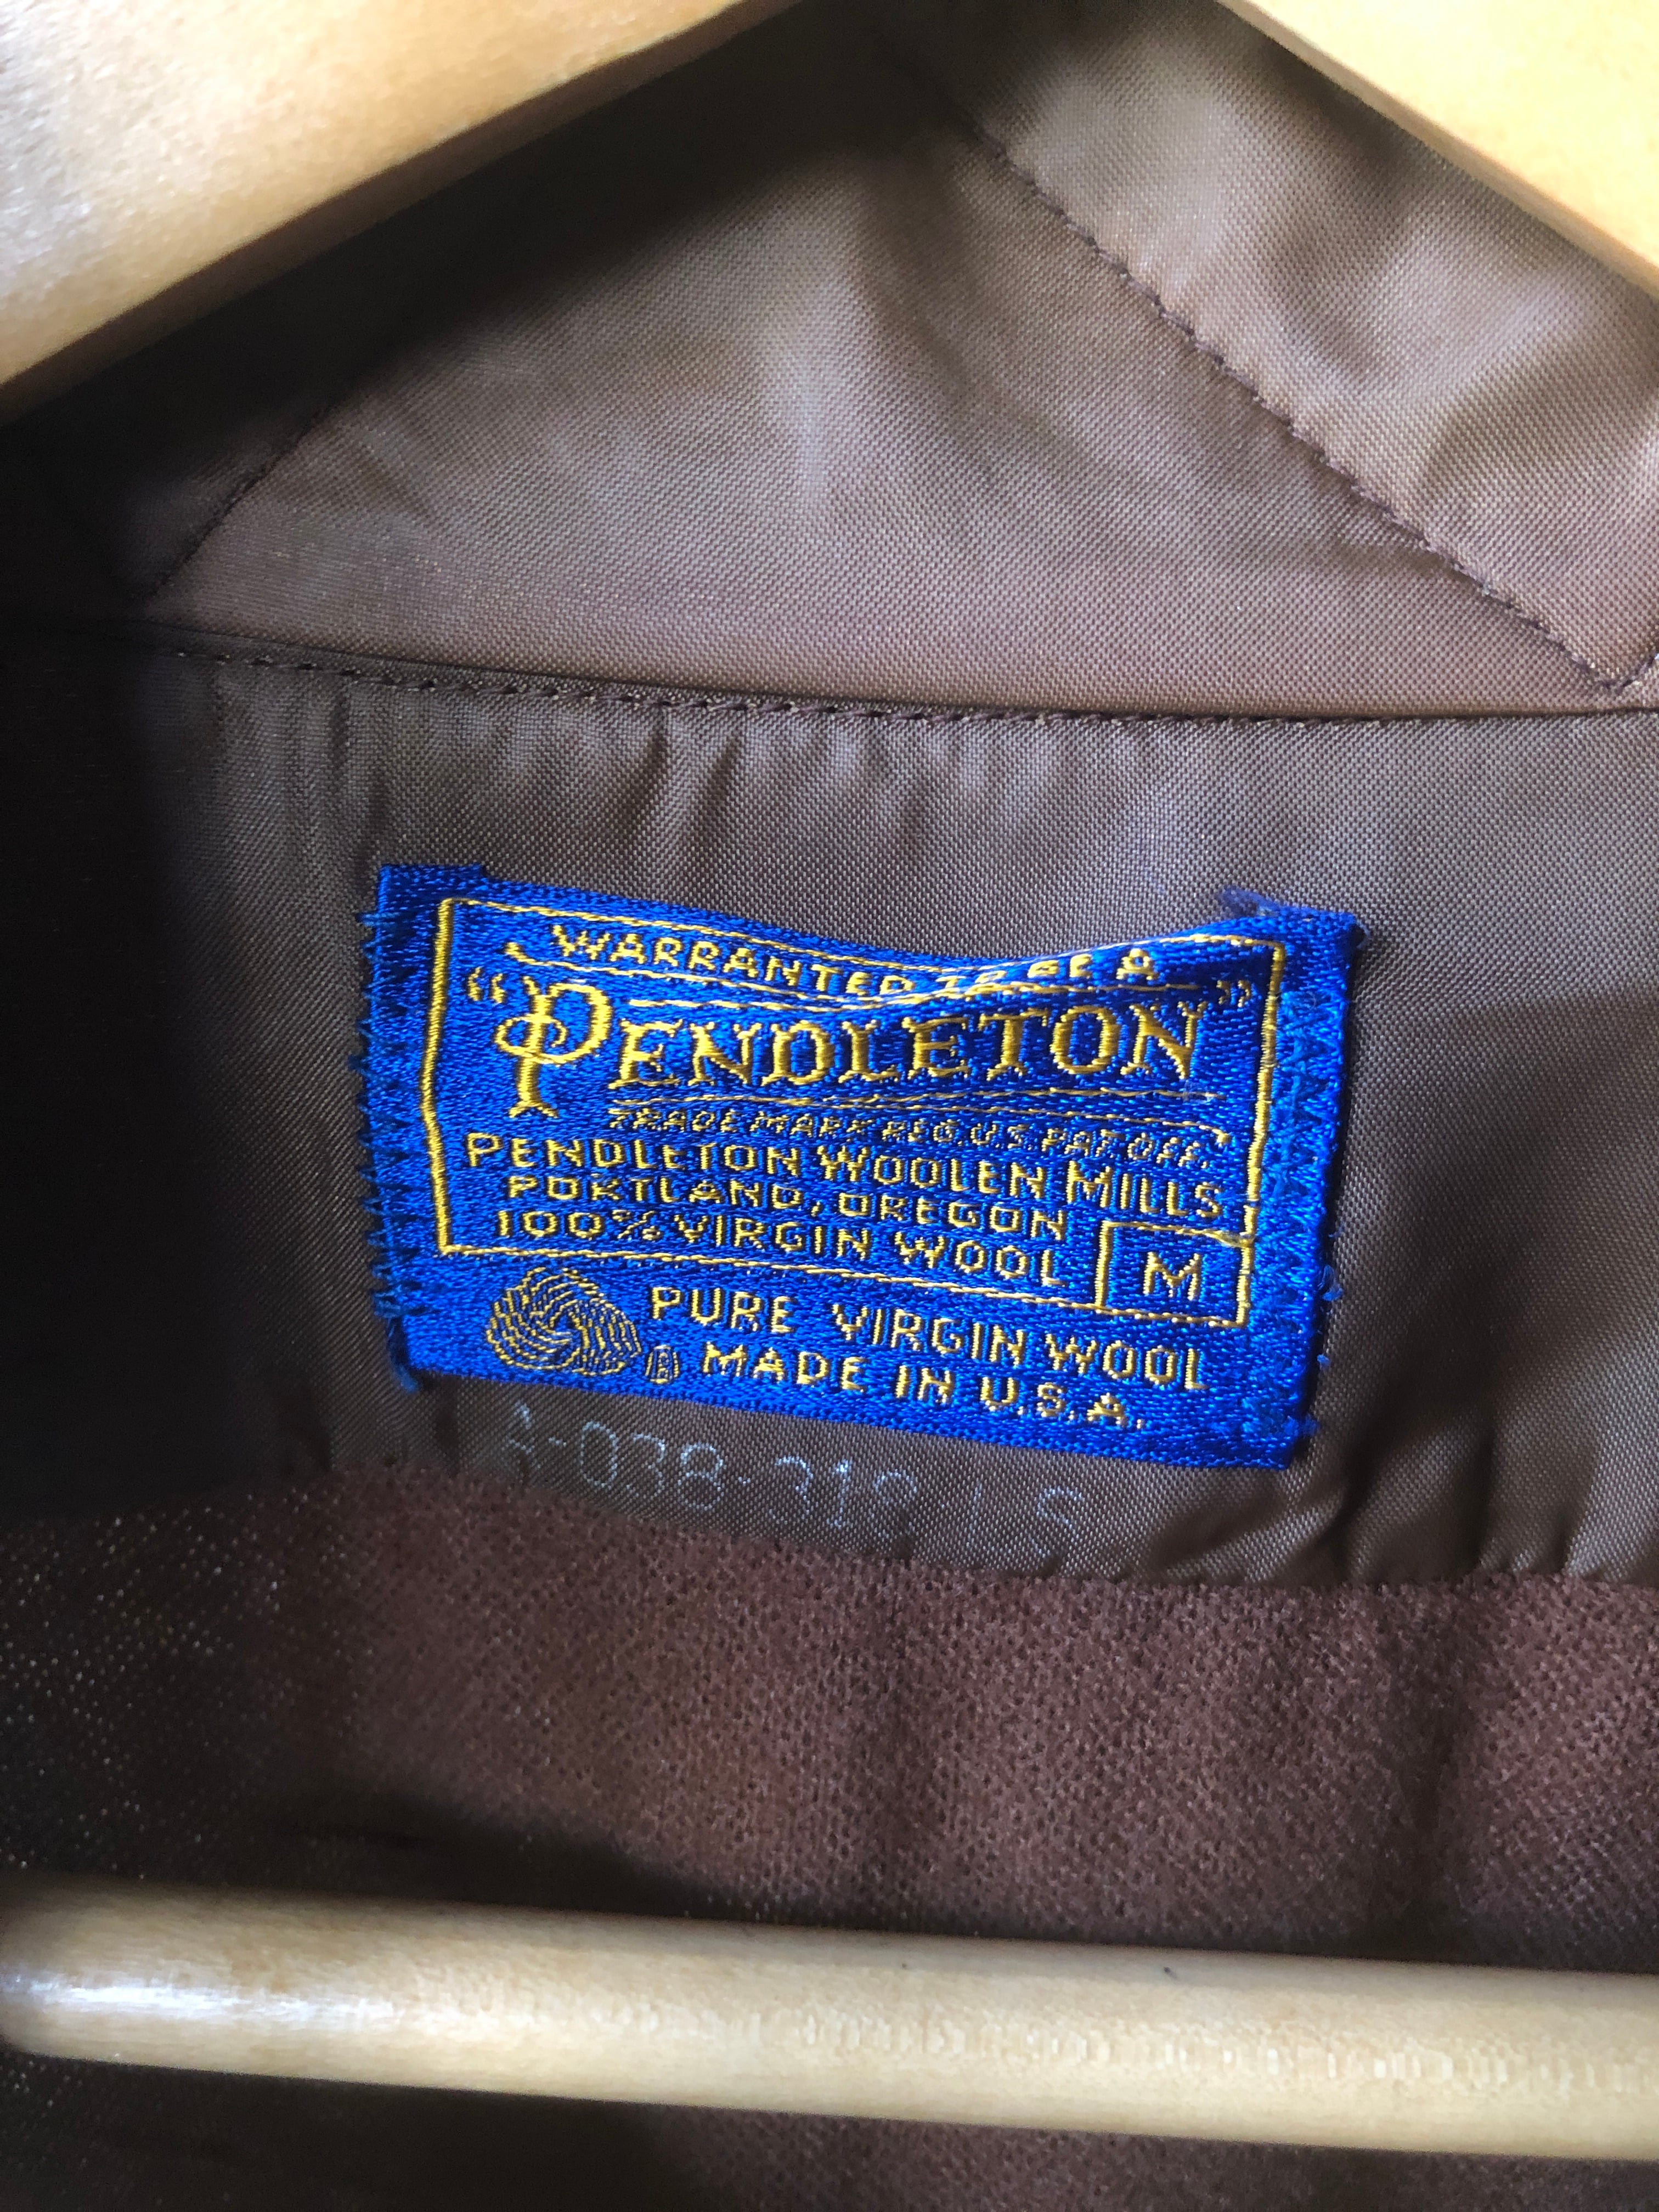 WARRANTED TO BE A
"PENDLETON"
TRADE MARK REG. U.S. PAT. OFF.
PENDLETON WOOLEN MILLS
PORTLAND, OREGON
100% VIRGIN WOOL M
PURE VIRGIN WOOL
R MADE IN U.S.A.